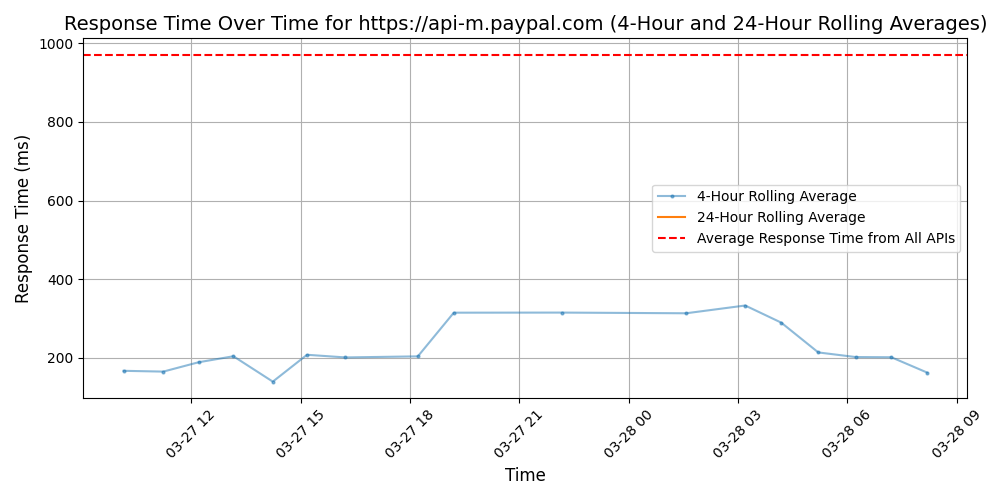 Response Time Over Time for https://api-m.paypal.com (4-Hour and 24-Hour Rolling Averages)
Response Time (ms)
1000
800
600
400
200
4-Hour Rolling Average
24-Hour Rolling Average
Average Response Time from All APIs
03-27 12
03-27 15
03-27 18
03-27 21
03-28 00
03-28 03
03-28 06
03-28 09
Time